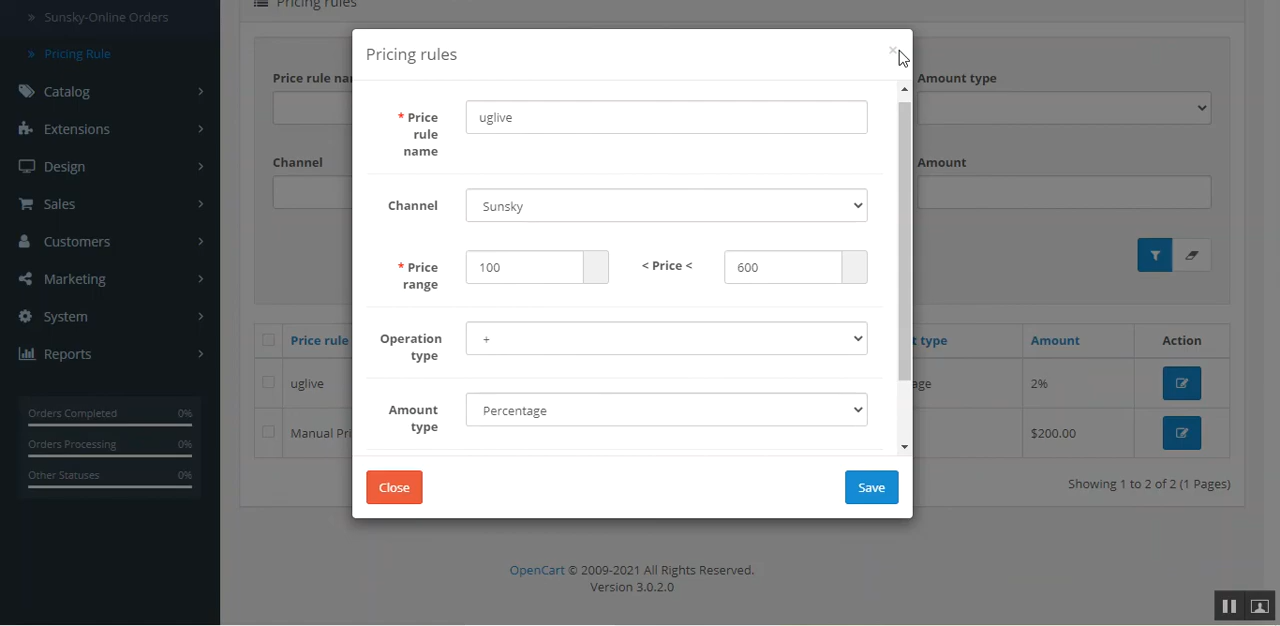 » Sunsky-Online Orders
» Pricing Rule
Catalog
Extensions
Design
Sales
Customers
Marketing
System
Reports
Orders Completed 0%
Orders Processing 0%
Other Statuses 0%
Pricing rules
Price rule
Channel
Amount type
Amount
Price rule
Amount
Action
uglive
2%
$200.00
Manual
Showing 1 to 2 of 2 (1 Pages)
Pricing rules
×
* Price
rule
name
uglive
Channel
Sunsky
* Price
range
100
< Price <
600
Operation
type
+
Amount
type
Percentage
Close
Save
OpenCart © 2009-2021 All Rights Reserved.
Version 3.0.2.0